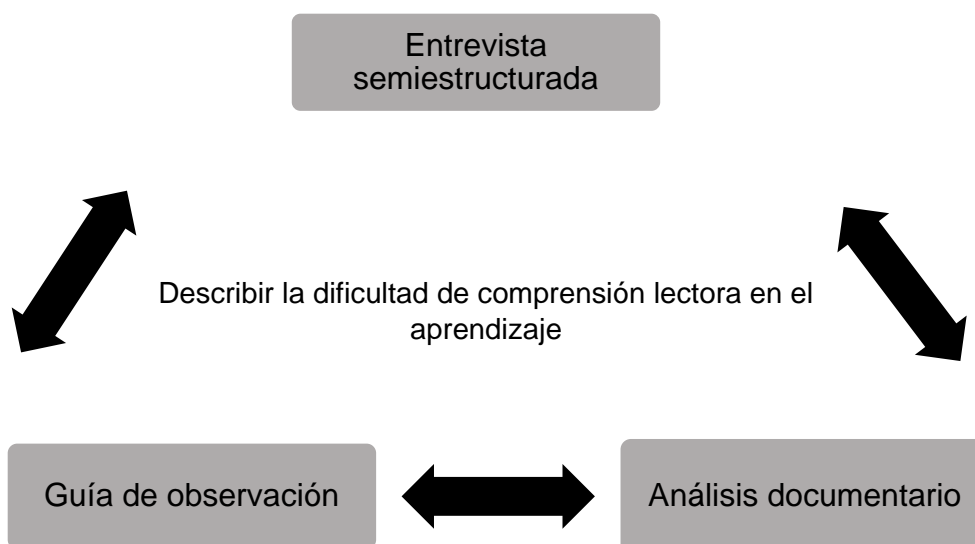 Entrevista
semiestructurada
Describir la dificultad de comprensión lectora en el
aprendizaje
Guía de observación
Análisis documentario